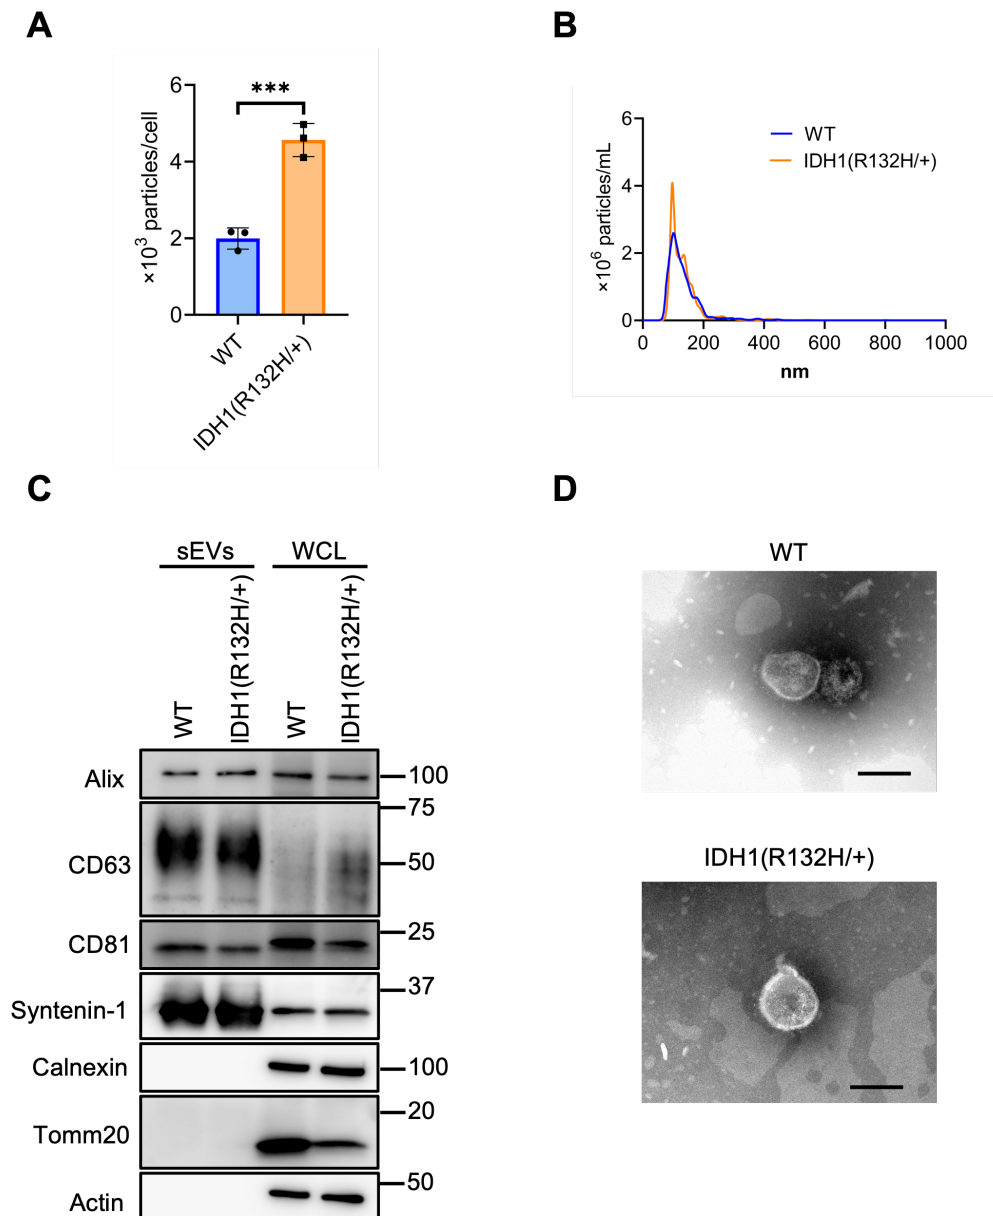 A
6
4
2
0
×10³ particles/cell
***
WT
IDH1(R132H/+)
B
6
4
2
0
×10⁶ particles/mL
WT
IDH1(R132H/+)
0 200 400 600 800 1000
nm
C
sEVs WCL
WT IDH1(R132H/+) WT IDH1(R132H/+)
Alix 100
75
CD63 50
CD81 25
Syntenin-1 37
Calnexin 100
Tomm20 20
Actin 50
D
WT
IDH1(R132H/+)